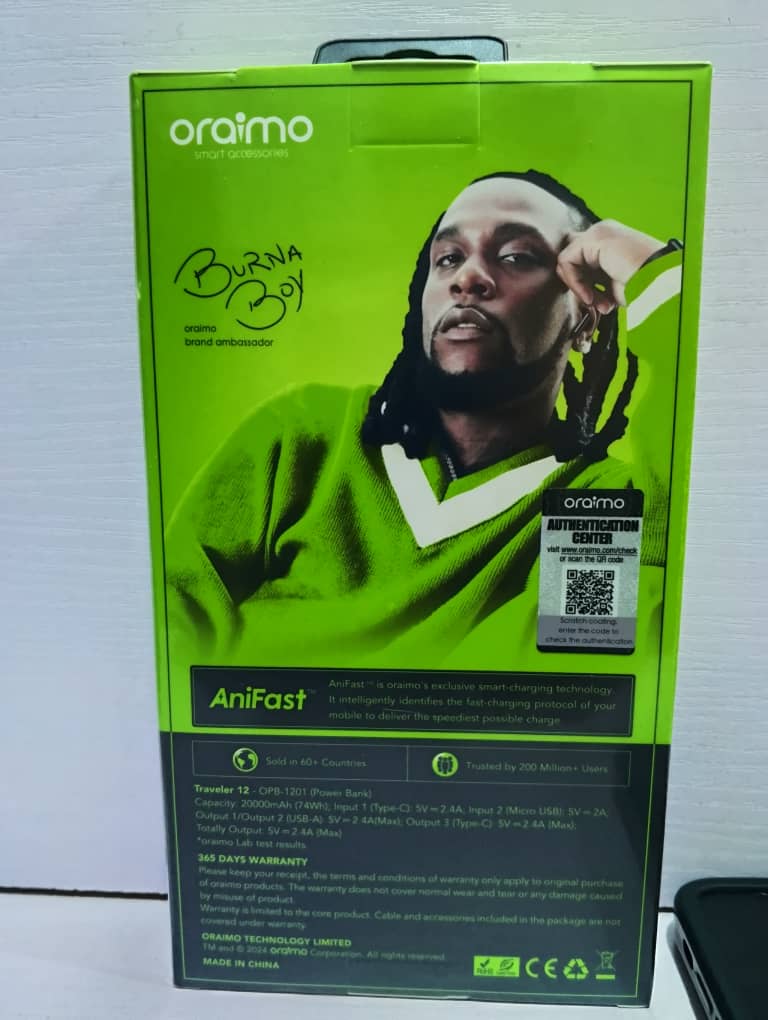 oraimo
smart accessories
BURNA
BOY
oraimo
brand ambassador
oraimo
AUTHENTICATION
CENTER
visit www.oraimo.com/check
or scan the QR code
Scratch coating,
enter the code to
check the authentication.
AniFast™
AniFast™ is oraimo's exclusive smart-charging technology.
It intelligently identifies the fast-charging protocol of your
mobile to deliver the speediest possible charge.
Sold in 60+ Countries
Trusted by 200 Million+ Users
Traveler 12 - OPB-1201 (Power Bank)
Capacity: 20000mAh (74Wh); Input 1 (Type-C): 5V=2.4A; Input 2 (Micro USB): 5V=2A;
Output 1/Output 2 (USB-A): 5V=2.4A(Max); Output 3 (Type-C): 5V=2.4A (Max);
Totally Output: 5V=2.4A (Max)
*oraimo Lab test results.
365 DAYS WARRANTY
Please keep your receipt, the terms and conditions of warranty only apply to original purchase
of oraimo products. The warranty does not cover normal wear and tear or any damage caused
by misuse of product.
Warranty is limited to the core product. Cable and accessories included in the package are not
covered under warranty.
ORAIMO TECHNOLOGY LIMITED
TM and © 2024 oraimo Corporation. All rights reserved.
MADE IN CHINA
RoHS
CE